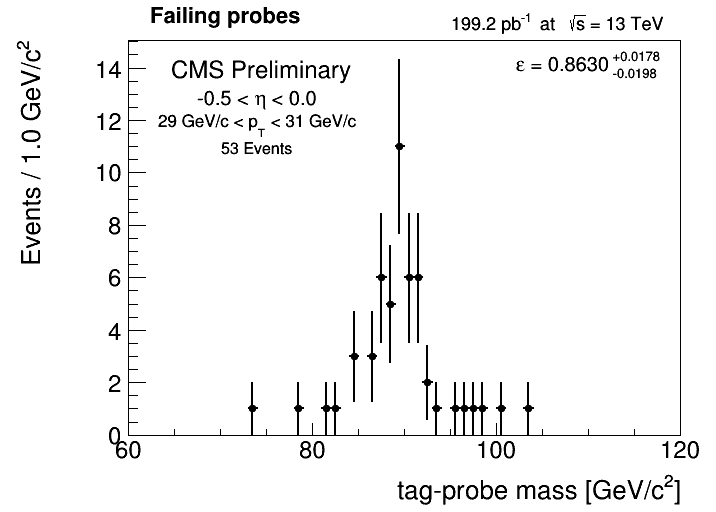 Failing probes
199.2 pb⁻¹ at √s = 13 TeV
CMS Preliminary
ε = 0.8630 +0.0178 -0.0198
-0.5 < η < 0.0
29 GeV/c < p_T < 31 GeV/c
53 Events
Events / 1.0 GeV/c²
14
12
10
8
6
4
2
0
60 80 100 120
tag-probe mass [GeV/c²]